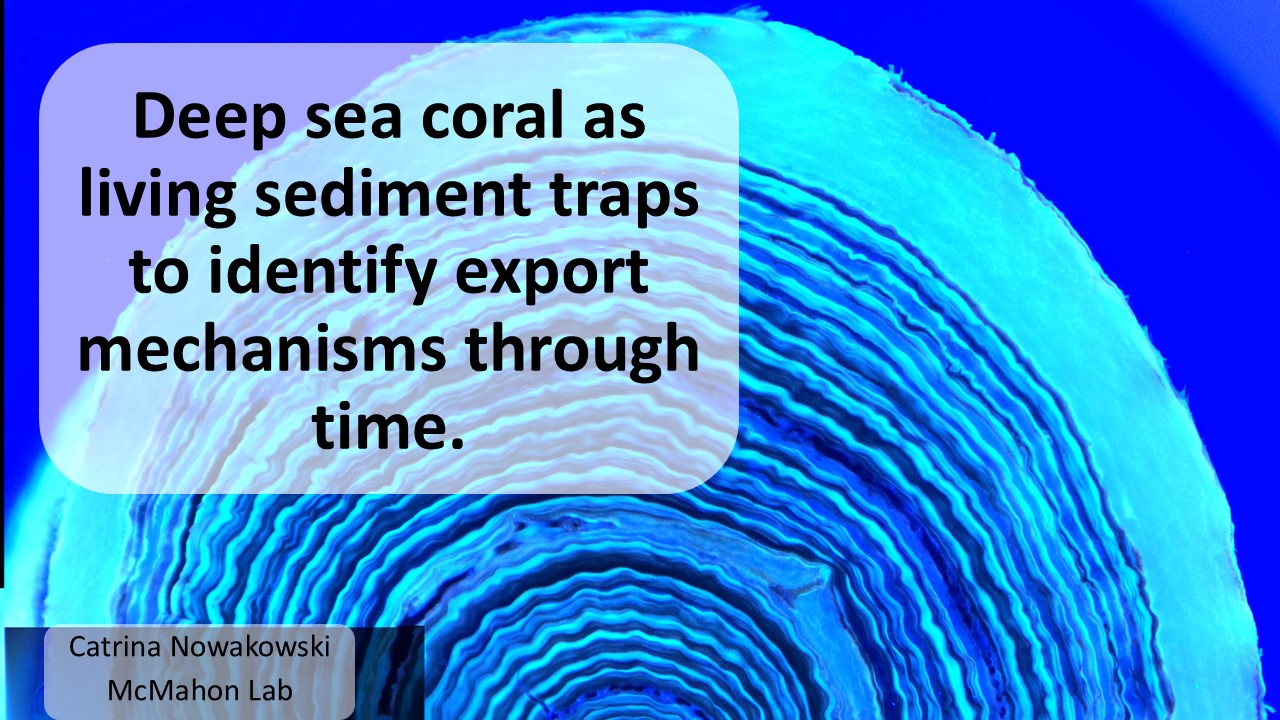 Deep sea coral as
living sediment traps
to identify export
mechanisms through
time.
Catrina Nowakowski
McMahon Lab